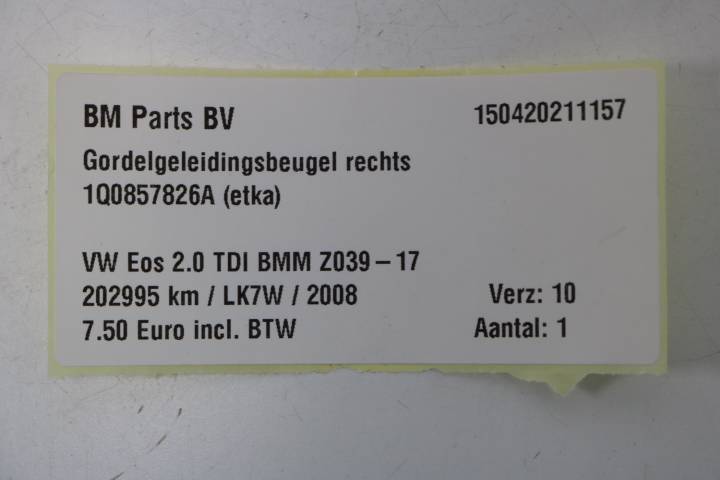 BM Parts BV 150420211157
Gordelgeleidingsbeugel rechts
1Q0857826A (etka)
VW Eos 2.0 TDI BMM Z039 – 17
202995 km / LK7W / 2008 Verz: 10
7.50 Euro incl. BTW Aantal: 1